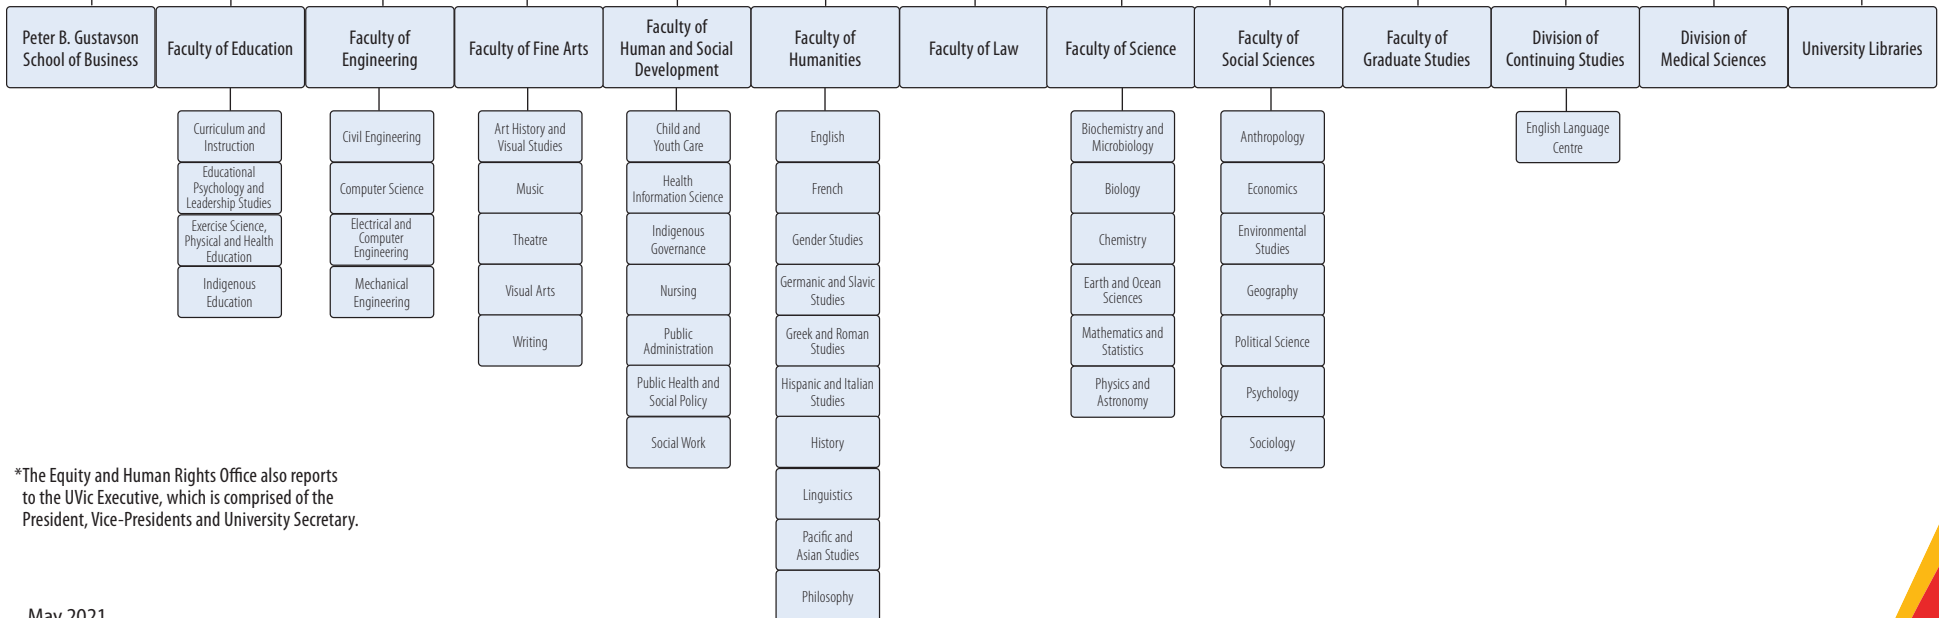 Peter B. Gustavson
School of Business
Faculty of Education
Faculty of
Engineering
Faculty of Fine Arts
Faculty of
Human and Social
Development
Faculty of
Humanities
Faculty of Law
Faculty of Science
Faculty of
Social Sciences
Faculty of
Graduate Studies
Division of
Continuing Studies
Division of
Medical Sciences
University Libraries
Curriculum and
Instruction
Educational
Psychology and
Leadership Studies
Exercise Science,
Physical and Health
Education
Indigenous
Education
Civil Engineering
Computer Science
Electrical and
Computer
Engineering
Mechanical
Engineering
Art History and
Visual Studies
Music
Theatre
Visual Arts
Writing
Child and
Youth Care
Health
Information Science
Indigenous
Governance
Nursing
Public
Administration
Public Health and
Social Policy
Social Work
English
French
Gender Studies
Germanic and Slavic
Studies
Greek and Roman
Studies
Hispanic and Italian
Studies
History
Linguistics
Pacific and
Asian Studies
Philosophy
Biochemistry and
Microbiology
Biology
Chemistry
Earth and Ocean
Sciences
Mathematics and
Statistics
Physics and
Astronomy
Anthropology
Economics
Environmental
Studies
Geography
Political Science
Psychology
Sociology
English Language
Centre
*The Equity and Human Rights Office also reports
to the UVic Executive, which is comprised of the
President, Vice-Presidents and University Secretary.
May 2021